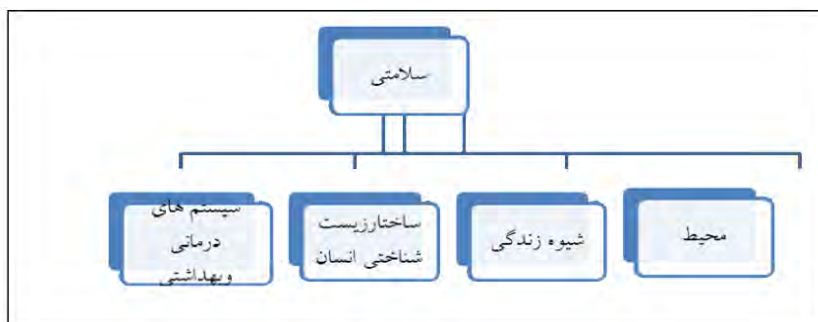 سلامتی
محیط
شیوه زندگی
ساختارزیست
شناختی انسان
سیستم های
درمانی
وبهداشتی